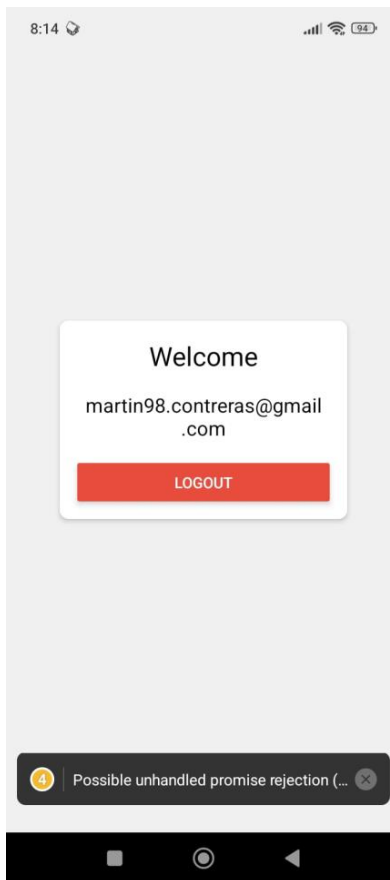 8:14
94
Welcome
martin98.contreras@gmail
.com
LOGOUT
4
Possible unhandled promise rejection (...